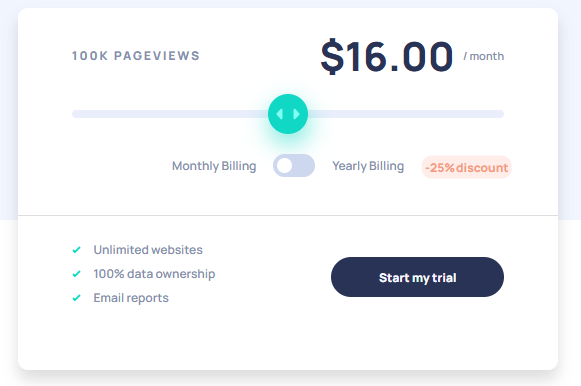 100K PAGEVIEWS
$16.00 / month
Monthly Billing Yearly Billing -25%discount
Unlimited websites
100% data ownership
Email reports
Start my trial